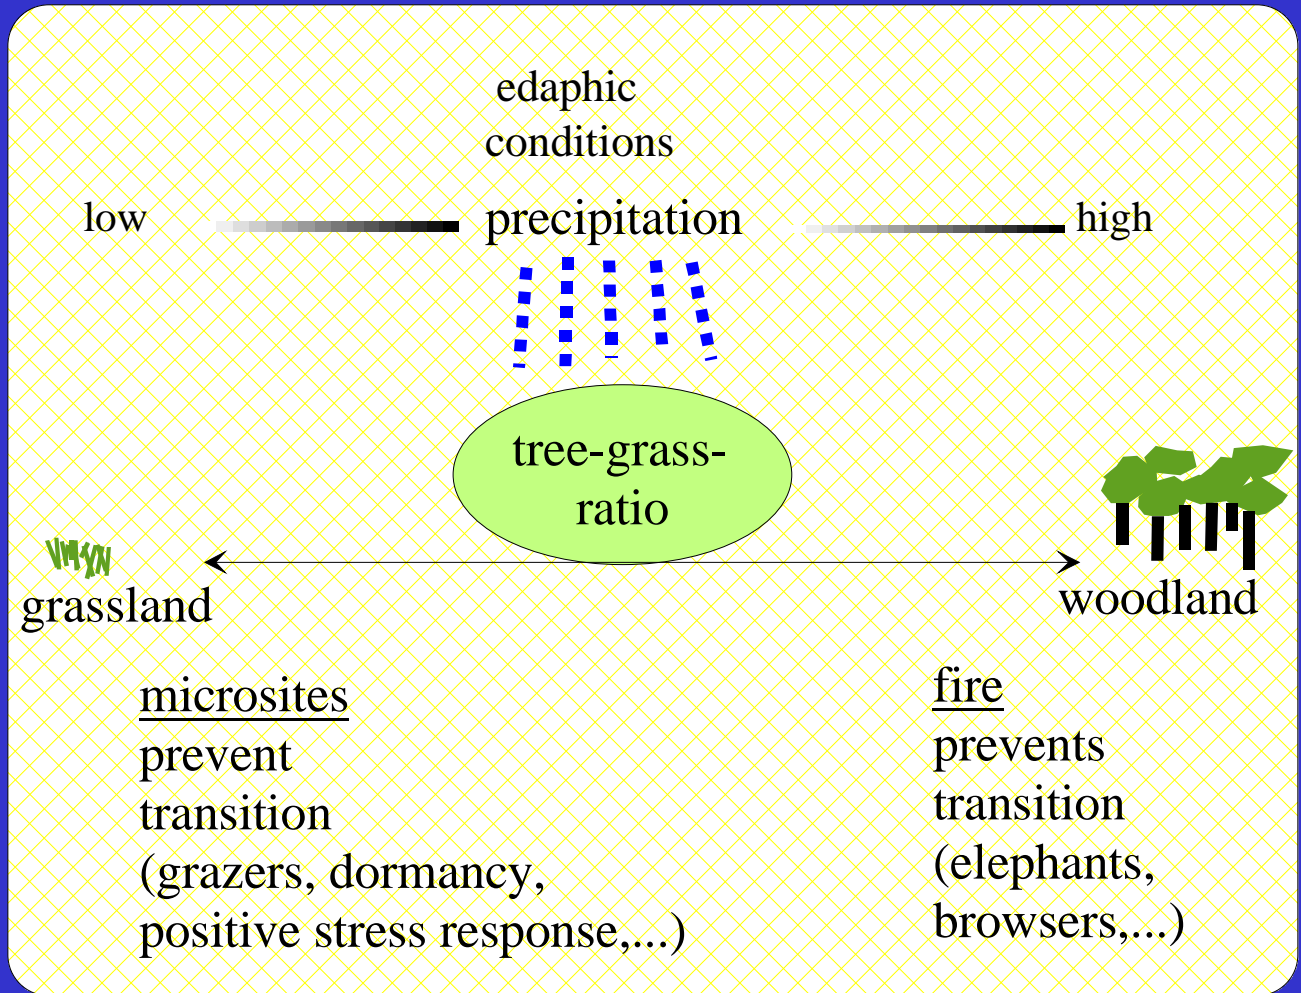 edaphic
conditions
low
precipitation
high
tree-grass-
ratio
grassland
woodland
microsites
prevent
transition
(grazers, dormancy,
positive stress response,...)
fire
prevents
transition
(elephants,
browsers,...)